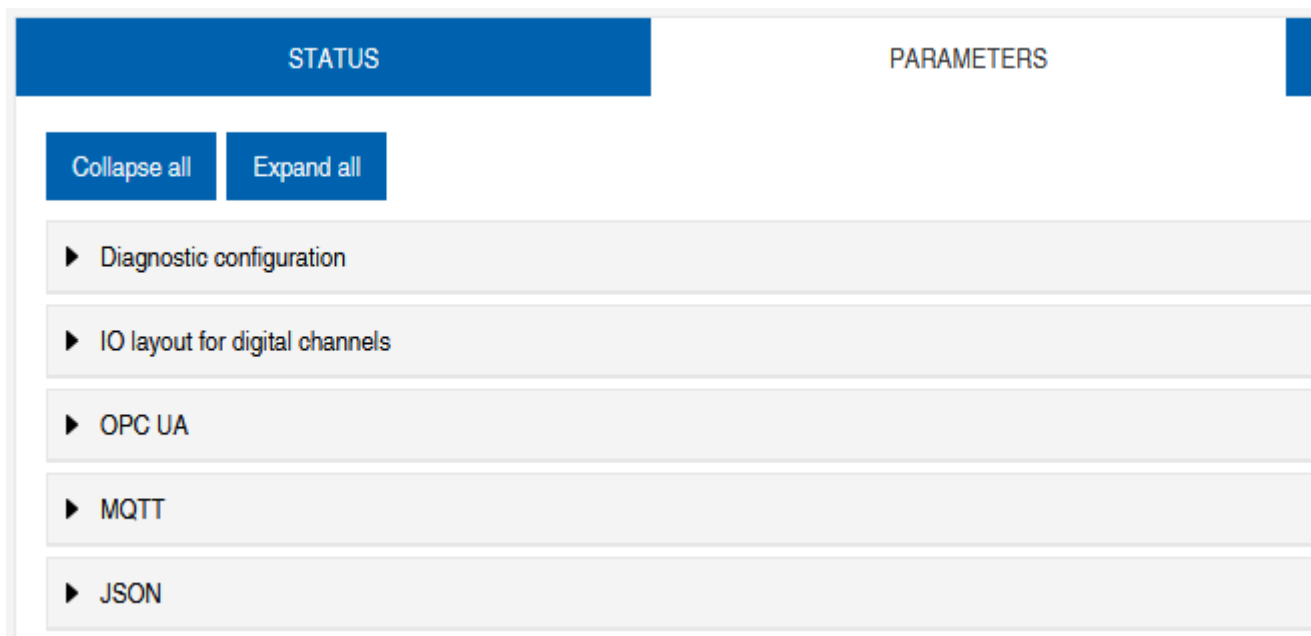 STATUS PARAMETERS
Collapse all Expand all
Diagnostic configuration
IO layout for digital channels
OPC UA
MQTT
JSON